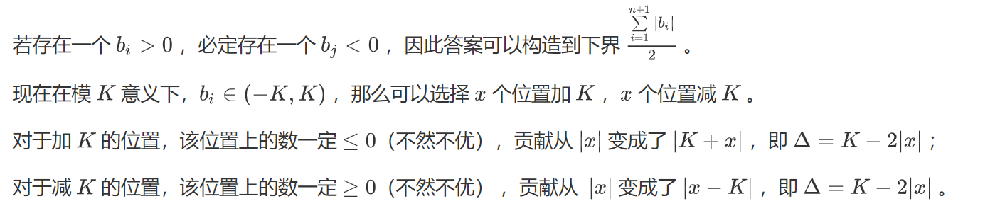 若存在一个 $b_i > 0$ ，必定存在一个 $b_j < 0$ ，因此答案可以构造到下界 $\frac{\sum\limits_{i=1}^{n+1} |b_i|}{2}$ 。
现在在模 $K$ 意义下，$b_i \in (-K, K)$ ，那么可以选择 $x$ 个位置加 $K$ ，$x$ 个位置减 $K$ 。
对于加 $K$ 的位置，该位置上的数一定 $\leq 0$（不然不优），贡献从 $|x|$ 变成了 $|K + x|$ ，即 $\Delta = K - 2|x|$ ；
对于减 $K$ 的位置，该位置上的数一定 $\geq 0$（不然不优） ，贡献从 $|x|$ 变成了 $|x - K|$ ，即 $\Delta = K - 2|x|$ 。